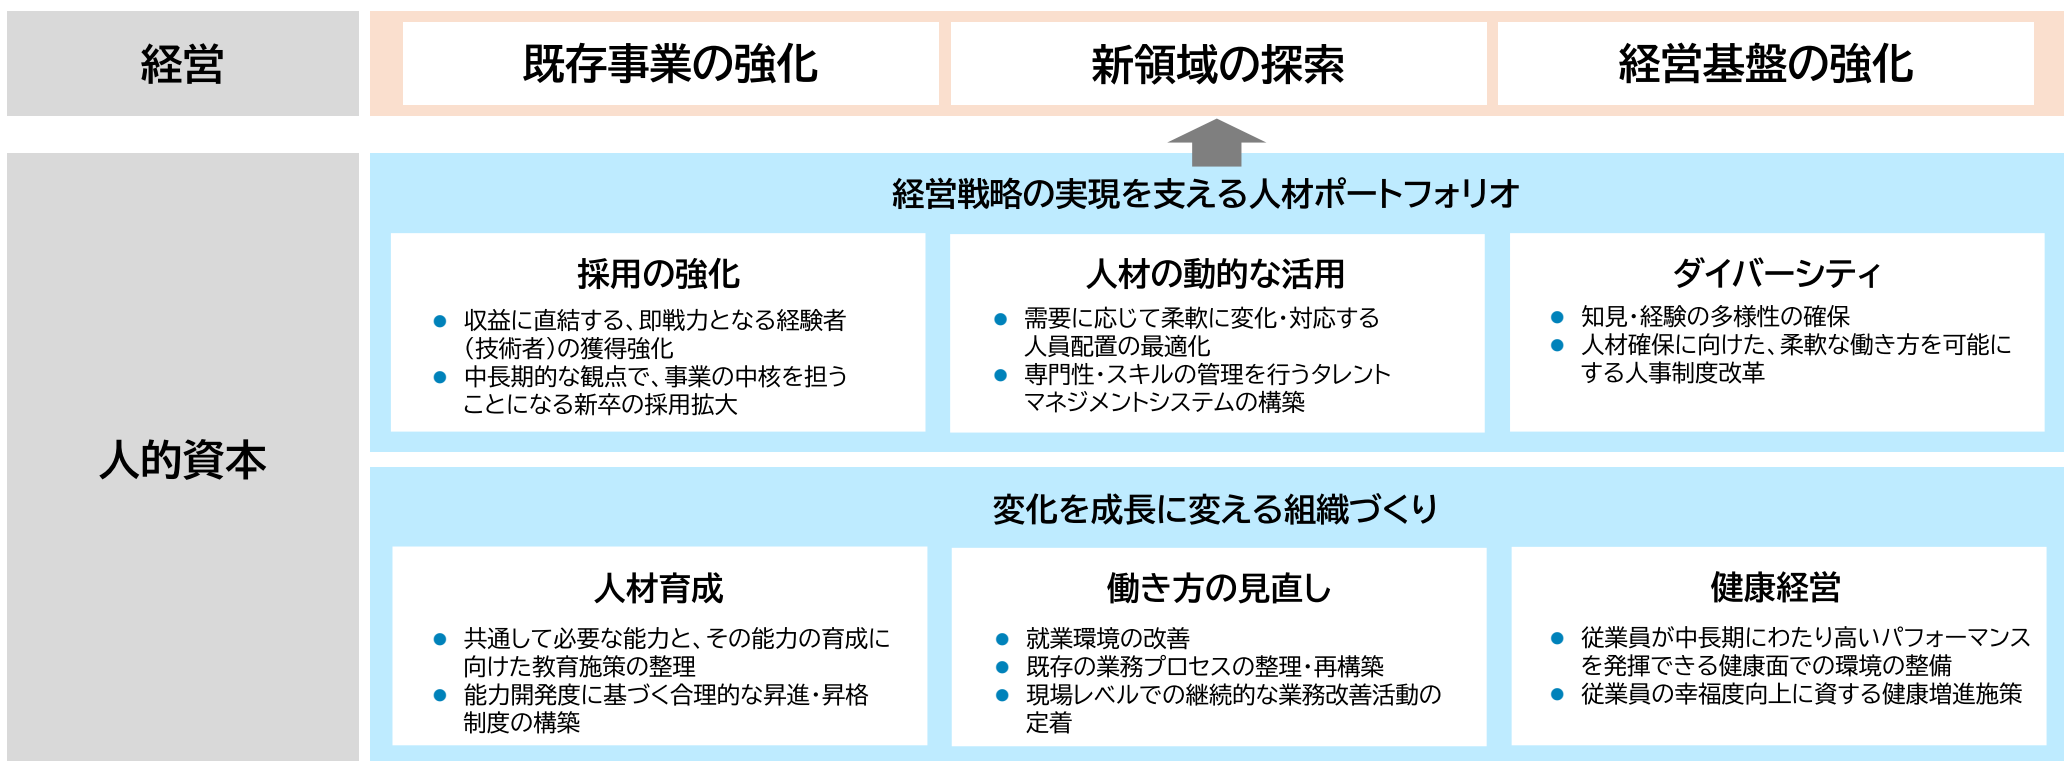 経営
既存事業の強化
新領域の探索
経営基盤の強化
人的資本
経営戦略の実現を支える人材ポートフォリオ
採用の強化
● 収益に直結する、即戦力となる経験者
（技術者）の獲得強化
● 中長期的な観点で、事業の中核を担う
ことになる新卒の採用拡大
人材の動的な活用
● 需要に応じて柔軟に変化・対応する
人員配置の最適化
● 専門性・スキルの管理を行うタレント
マネジメントシステムの構築
ダイバーシティ
● 知見・経験の多様性の確保
● 人材確保に向けた、柔軟な働き方を可能に
する人事制度改革
変化を成長に変える組織づくり
人材育成
● 共通して必要な能力と、その能力の育成に
向けた教育施策の整理
● 能力開発度に基づく合理的な昇進・昇格
制度の構築
働き方の見直し
● 就業環境の改善
● 既存の業務プロセスの整理・再構築
● 現場レベルでの継続的な業務改善活動の
定着
健康経営
● 従業員が中長期にわたり高いパフォーマンス
を発揮できる健康面での環境の整備
● 従業員の幸福度向上に資する健康増進施策